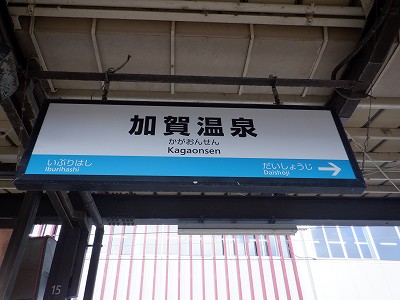 加賀温泉
かがおんせん
Kagaonsen
いぶりはし
Iburihashi
だいしょうじ
Daishoji
15